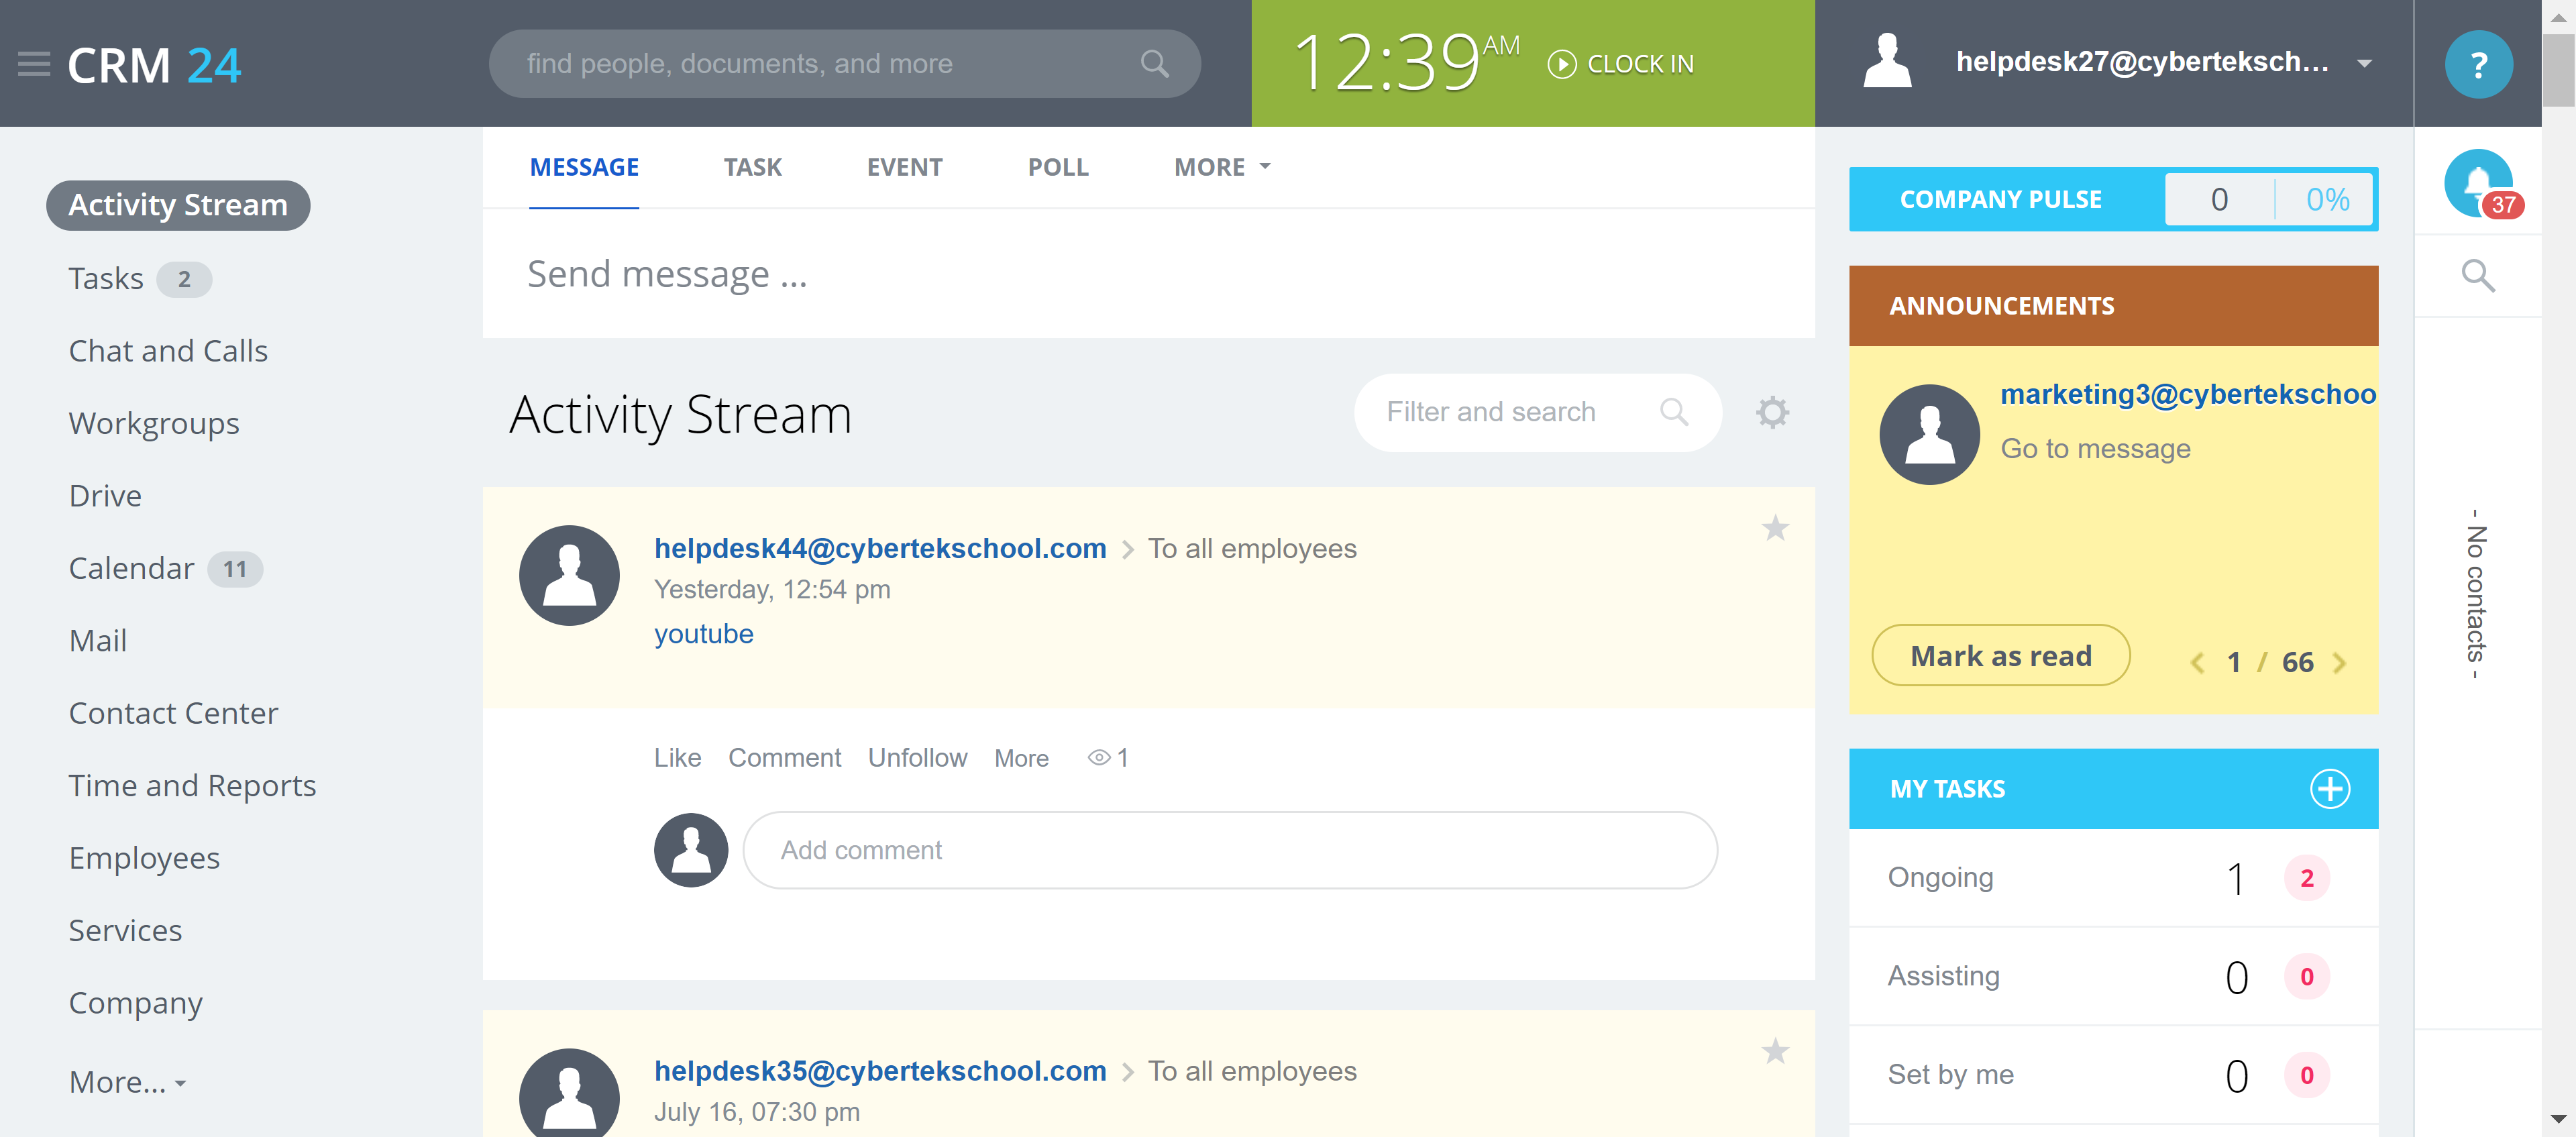 CRM 24
find people, documents, and more
12:39 AM
CLOCK IN
helpdesk27@cyberteksch...
?
Activity Stream
Tasks 2
Chat and Calls
Workgroups
Drive
Calendar 11
Mail
Contact Center
Time and Reports
Employees
Services
Company
More...
MESSAGE TASK EVENT POLL MORE
Send message ...
Activity Stream
Filter and search
helpdesk44@cybertekschool.com To all employees
Yesterday, 12:54 pm
youtube
Like Comment Unfollow More 1
Add comment
helpdesk35@cybertekschool.com To all employees
July 16, 07:30 pm
COMPANY PULSE 0 0%
ANNOUNCEMENTS
marketing3@cybertekschoo
Go to message
Mark as read 1 / 66
MY TASKS
Ongoing 1 2
Assisting 0 0
Set by me 0 0
37
- No contacts -